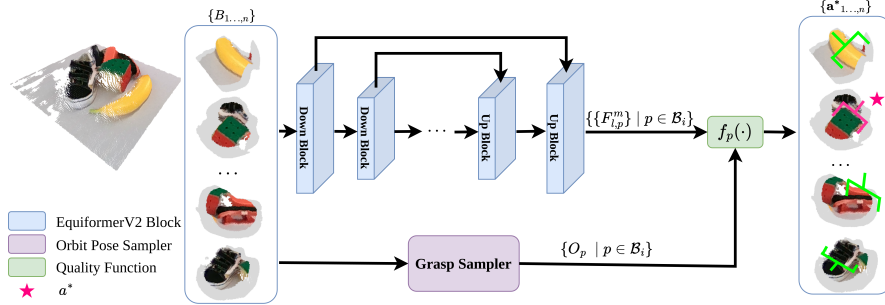 {B₁...,ₙ}
{a*₁...,ₙ}
Down Block
Down Block
...
Up Block
Up Block
{{F^m_{l,p}} | p ∈ B_i}
f_p(·)
...
...
EquiformerV2 Block
Orbit Pose Sampler
Quality Function
a*
Grasp Sampler
{O_p | p ∈ B_i}